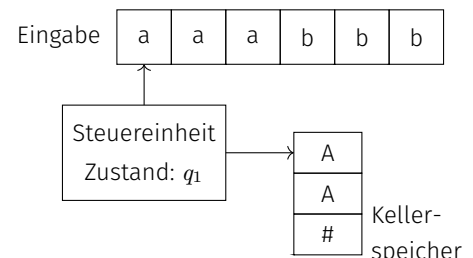 Eingabe a a a b b b
Steuereinheit
Zustand: q₁
A
A
#
Keller-
speicher